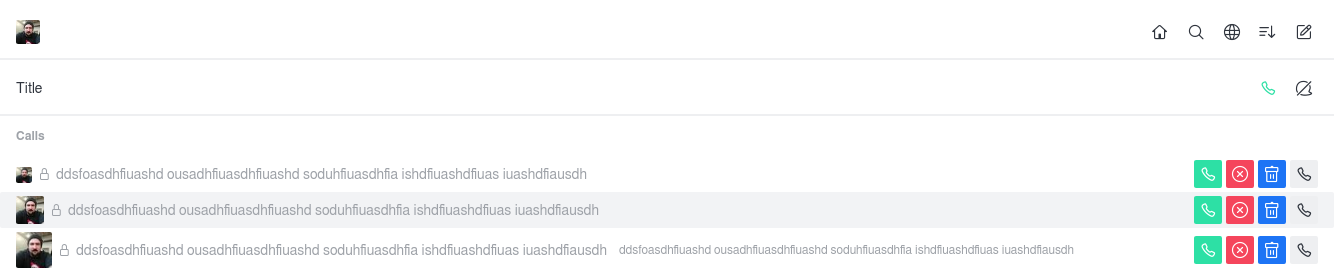 Title
Calls
ddsfoasdhfiuashd ousadhfiuasdhfiuashd soduhfiuasdhfia ishdfiuashdfiuas iuashdfiausdh
ddsfoasdhfiuashd ousadhfiuasdhfiuashd soduhfiuasdhfia ishdfiuashdfiuas iuashdfiausdh
ddsfoasdhfiuashd ousadhfiuasdhfiuashd soduhfiuasdhfia ishdfiuashdfiuas iuashdfiausdh ddsfoasdhfiuashd ousadhfiuasdhfiuashd soduhfiuasdhfia ishdfiuashdfiuas iuashdfiausdh